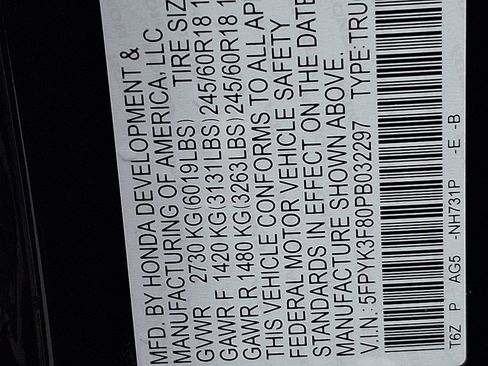 MFD. BY HONDA DEVELOPMENT &
MANUFACTURING OF AMERICA, LLC
TIRE SIZ
GVWR 2730 KG(6019LBS)
GAWR F 1420 KG(3131LBS) 245/60R18 1
GAWR R 1480 KG(3263LBS) 245/60R18 1
THIS VEHICLE CONFORMS TO ALL APP
FEDERAL MOTOR VEHICLE SAFETY
STANDARDS IN EFFECT ON THE DATE
MANUFACTURE SHOWN ABOVE.
V.I.N.: 5FPYK3F80PB032297 TYPE: TRU
T6Z P AG5 -NH731P -E -B